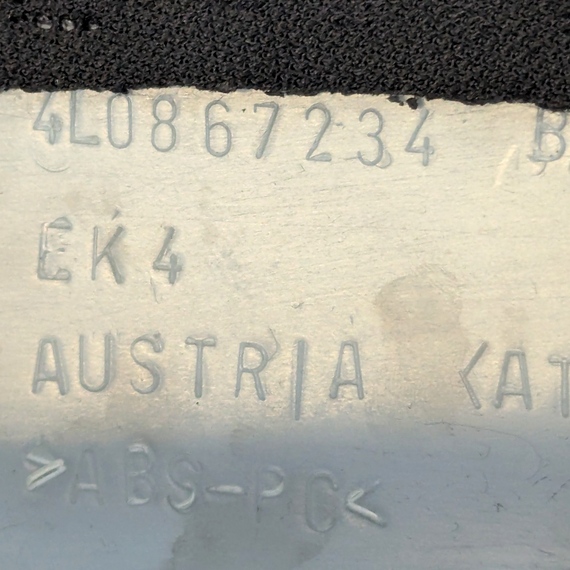 4L0867234 B
EK4
AUSTRIA <AT
>ABS-PC<